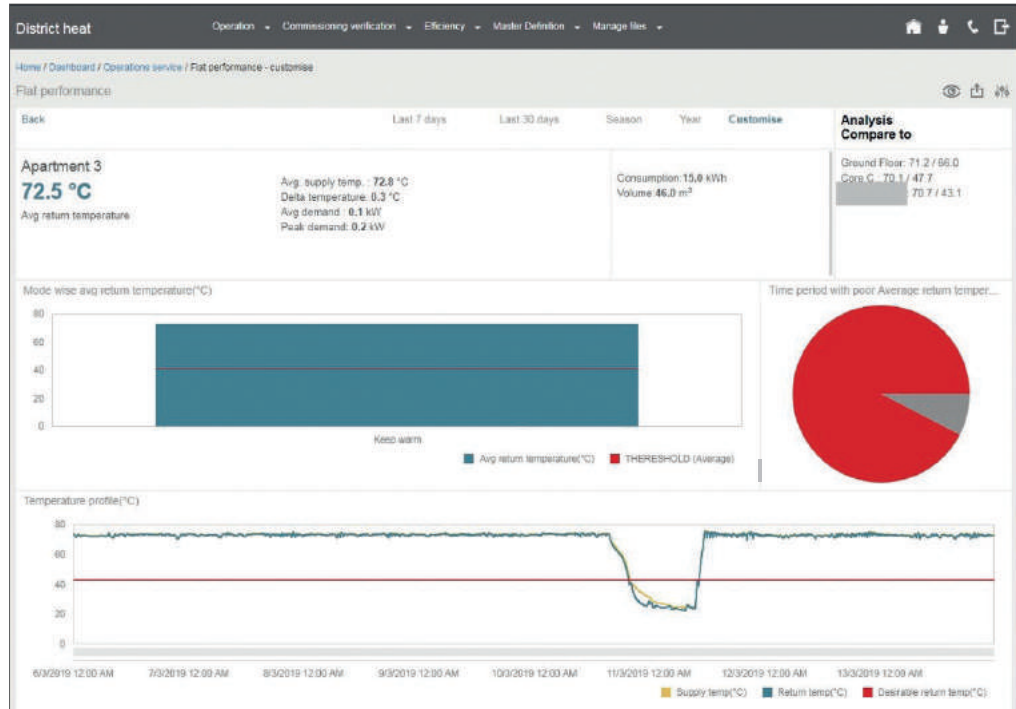 District heat
Operation Commissioning verification Efficiency Master Definition Manage files
Home / Dashboard / Operations service / Flat performance - customise
Flat performance
Back Last 7 days Last 30 days Season Year Customise
Analysis
Compare to
Apartment 3
72.5 °C
Avg return temperature
Avg. supply temp. : 72.8 °C
Delta temperature: 0.3 °C
Avg demand : 0.1 kW
Peak demand: 0.2 kW
Consumption: 15.0 kWh
Volume: 46.0 m³
Ground Floor: 71.2 / 66.0
Core C : 70.1 / 47.7
: 70.7 / 43.1
Mode wise avg return temperature(°C)
80
60
40
20
0
Keep warm
Avg return temperature(°C) THERESHOLD (Average)
Time period with poor Average return temper...
Temperature profile(°C)
80
60
40
20
0
6/3/2019 12:00 AM 7/3/2019 12:00 AM 8/3/2019 12:00 AM 9/3/2019 12:00 AM 10/3/2019 12:00 AM 11/3/2019 12:00 AM 12/3/2019 12:00 AM 13/3/2019 12:00 AM
Supply temp(°C) Return temp(°C) Desirable return temp(°C)